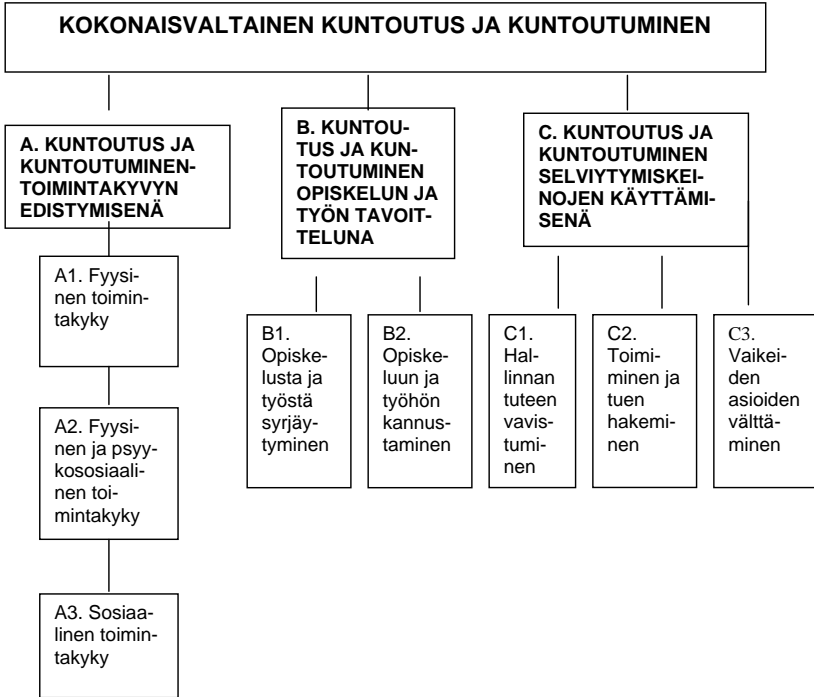 KOKONAISVALTAINEN KUNTOUTUS JA KUNTOUTUMINEN
A. KUNTOUTUS JA
KUNTOUTUMINEN-
TOIMINTAKYVYN
EDISTYMISENÄ
A1. Fyysi-
nen toimin-
takyky
A2. Fyysi-
nen ja psyy-
kososiaali-
nen toi-
mintakyky
A3. Sosiaa-
linen toimin-
takyky
B. KUNTOU-
TUS JA KUN-
TOUTUMINEN
OPISKELUN JA
TYÖN TAVOIT-
TELUNA
B1.
Opiske-
lusta ja
työstä
syrjäy-
tyminen
B2.
Opiske-
luun ja
työhön
kannus-
taminen
C. KUNTOUTUS JA
KUNTOUTUMINEN
SELVIYTYMISKEI-
NOJEN KÄYTTÄMI-
SENÄ
C1.
Hal-
linnan
tuteen
vavistu-
minen
C2.
Toimi-
minen ja
tuen
hakemi-
nen
C3.
Vaikei-
den
asioiden
välttä-
minen